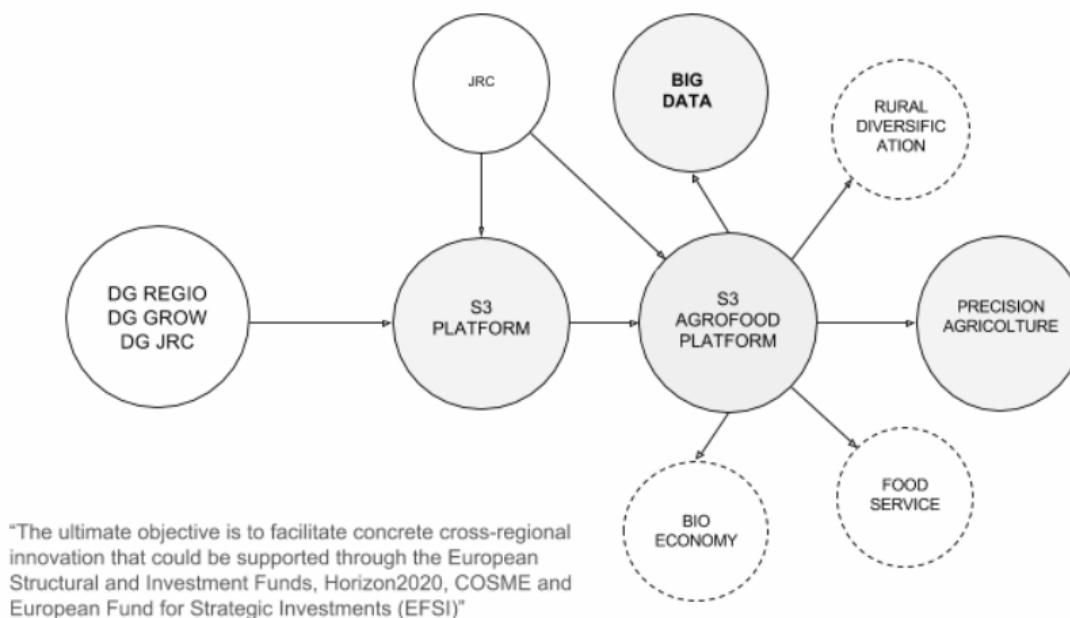 JRC
BIG
DATA
RURAL
DIVERSIFIC
ATION
DG REGIO
DG GROW
DG JRC
S3
PLATFORM
S3
AGROFOOD
PLATFORM
PRECISION
AGRICOLTURE
BIO
ECONOMY
FOOD
SERVICE
“The ultimate objective is to facilitate concrete cross-regional
innovation that could be supported through the European
Structural and Investment Funds, Horizon2020, COSME and
European Fund for Strategic Investments (EFSI)”